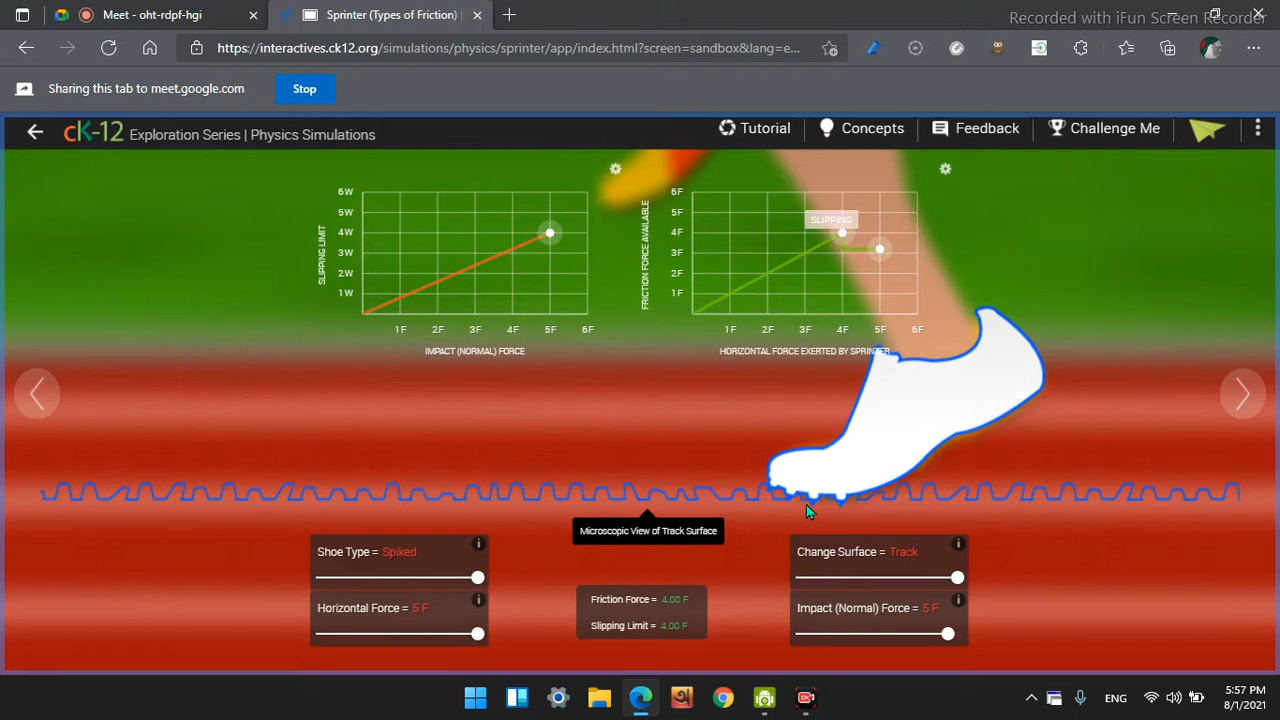 Meet - oht-rdpf-hgi
Sprinter (Types of Friction)
Recorded with iFun Screen Recorder
https://interactives.ck12.org/simulations/physics/sprinter/app/index.html?screen=sandbox&lang=e...
Sharing this tab to meet.google.com
Stop
cK-12 Exploration Series | Physics Simulations
Tutorial
Concepts
Feedback
Challenge Me
SLIPPING LIMIT
6W
5W
4W
3W
2W
1W
1F 2F 3F 4F 5F 6F
IMPACT (NORMAL) FORCE
FRICTION FORCE AVAILABLE
6F
5F
4F
3F
2F
1F
SLIPPING
1F 2F 3F 4F 5F 6F
HORIZONTAL FORCE EXERTED BY SPRINTER
Microscopic View of Track Surface
Shoe Type = Spiked
Horizontal Force = 5 F
Friction Force = 4.00 F
Slipping Limit = 4.00 F
Change Surface = Track
Impact (Normal) Force = 5 F
ENG
5:57 PM
8/1/2021